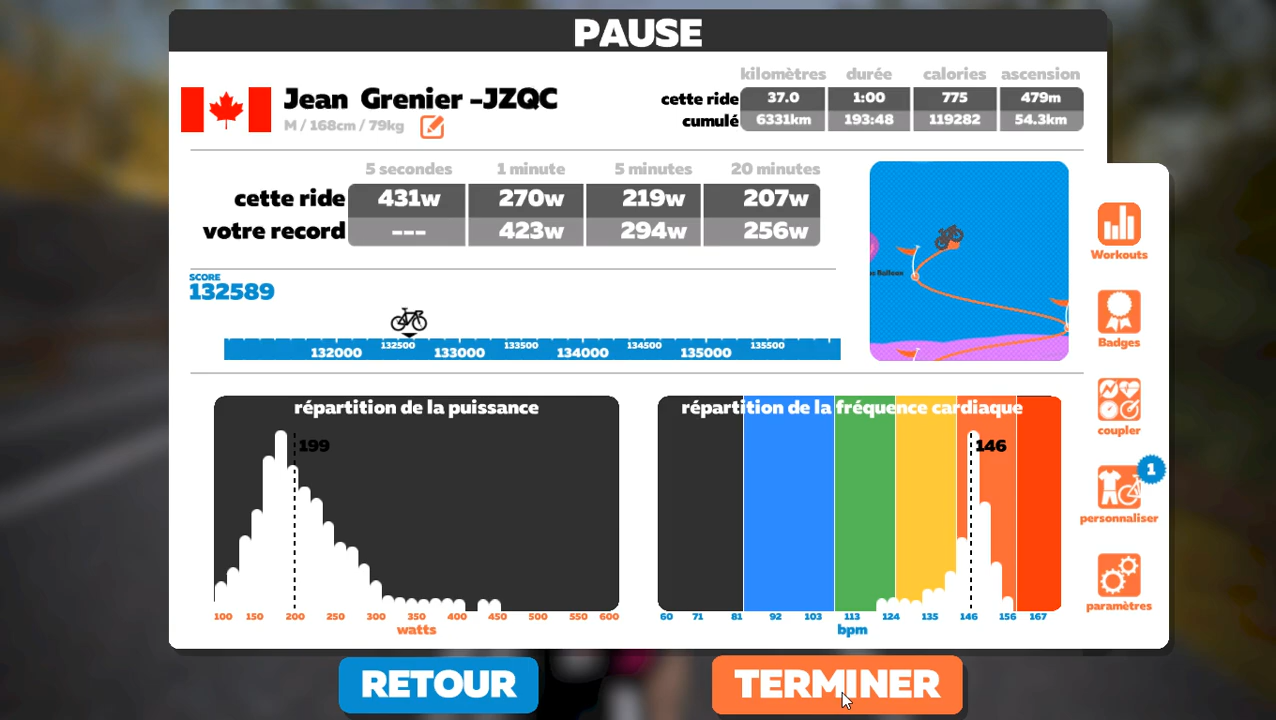 PAUSE
Jean Grenier -JZQC
M / 168cm / 79kg
kilomètres durée calories ascension
cette ride 37.0 1:00 775 479m
cumulé 6331km 193:48 119282 54.3km
5 secondes 1 minute 5 minutes 20 minutes
cette ride 431w 270w 219w 207w
votre record --- 423w 294w 256w
SCORE
132589
132000 132500 133000 133500 134000 134500 135000 135500
répartition de la puissance
199
100 150 200 250 300 350 400 450 500 550 600
watts
répartition de la fréquence cardiaque
146
60 71 81 92 103 113 124 135 146 156 167
bpm
Workouts
Badges
coupler
1
personnaliser
paramètres
RETOUR
TERMINER